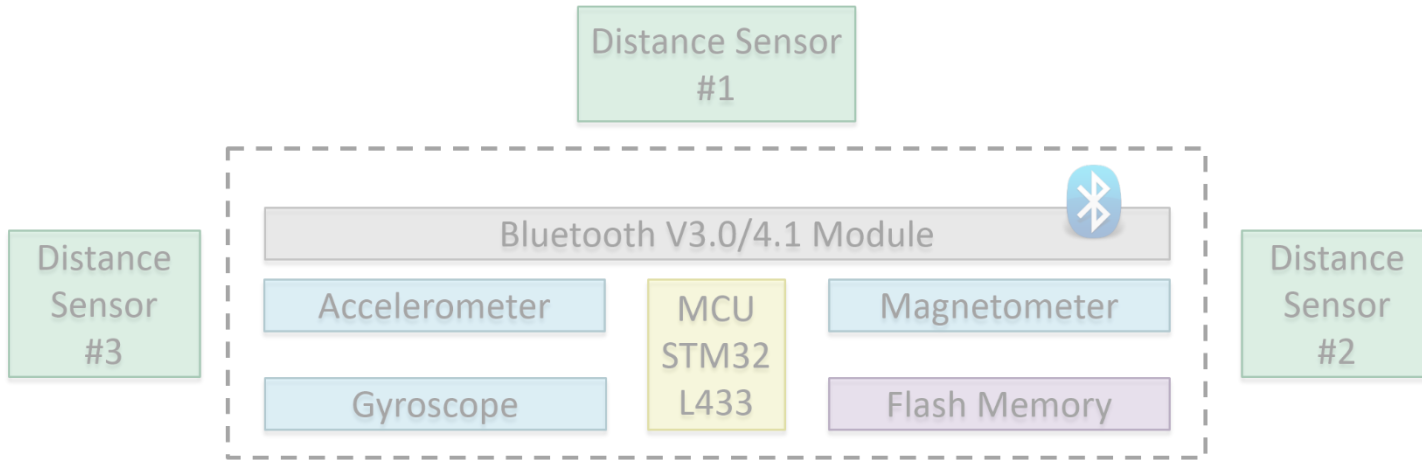 Distance Sensor
#1
Bluetooth V3.0/4.1 Module
Distance
Sensor
#3
Accelerometer
Gyroscope
MCU
STM32
L433
Magnetometer
Flash Memory
Distance
Sensor
#2